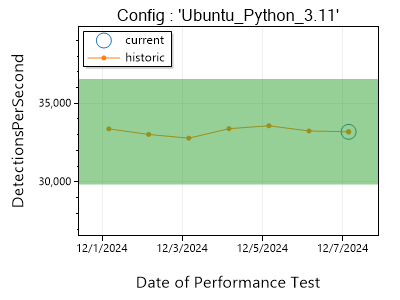 Config : 'Ubuntu_Python_3.11'
current
historic
DetectionsPerSecond
35,000
30,000
12/1/2024 12/3/2024 12/5/2024 12/7/2024
Date of Performance Test